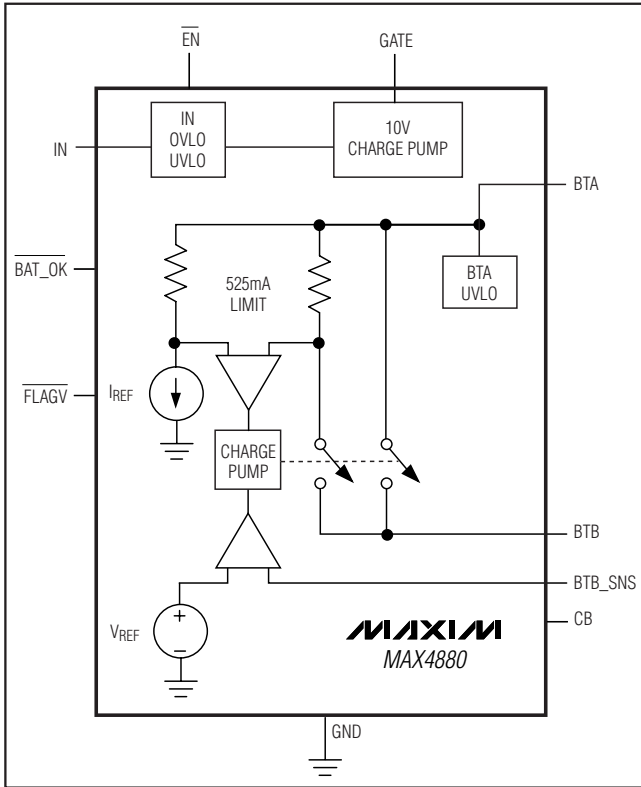 EN
GATE
IN
OVLO
UVLO
10V
CHARGE PUMP
IN
BTA
BAT_OK
525mA
LIMIT
BTA
UVLO
FLAGV
IREF
CHARGE
PUMP
BTB
BTB_SNS
VREF
+
−
CB
MAXIM
MAX4880
GND